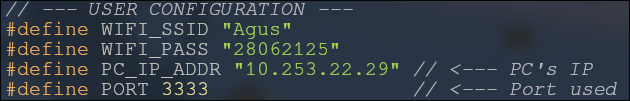 // --- USER CONFIGURATION ---
#define WIFI_SSID "Agus"
#define WIFI_PASS "28062125"
#define PC_IP_ADDR "10.253.22.29" // <--- PC's IP
#define PORT 3333 // <--- Port used